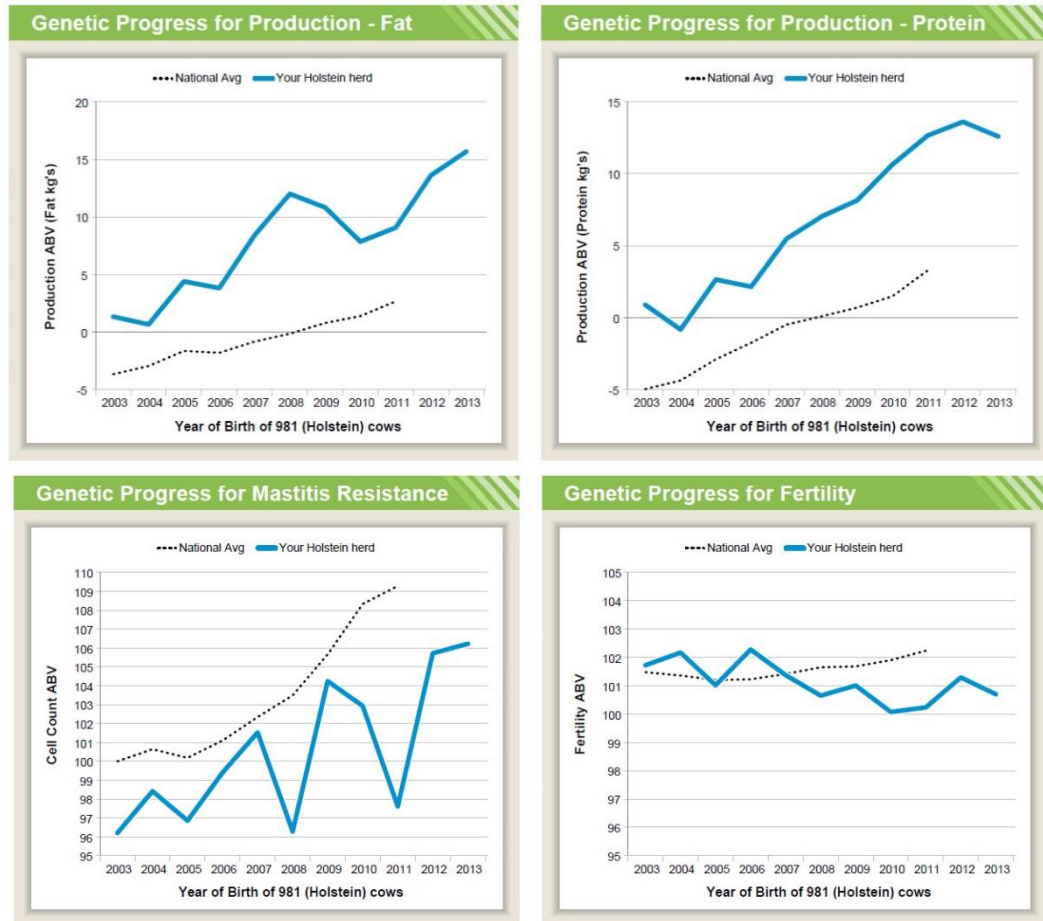 Genetic Progress for Production - Fat
National Avg Your Holstein herd
Production ABV (Fat kg's)
20
15
10
5
0
-5
2003 2004 2005 2006 2007 2008 2009 2010 2011 2012 2013
Year of Birth of 981 (Holstein) cows
Genetic Progress for Production - Protein
National Avg Your Holstein herd
Production ABV (Protein kg's)
15
10
5
0
-5
2003 2004 2005 2006 2007 2008 2009 2010 2011 2012 2013
Year of Birth of 981 (Holstein) cows
Genetic Progress for Mastitis Resistance
National Avg Your Holstein herd
Cell Count ABV
110
109
108
107
106
105
104
103
102
101
100
99
98
97
96
95
2003 2004 2005 2006 2007 2008 2009 2010 2011 2012 2013
Year of Birth of 981 (Holstein) cows
Genetic Progress for Fertility
National Avg Your Holstein herd
Fertility ABV
105
104
103
102
101
100
99
98
97
96
95
2003 2004 2005 2006 2007 2008 2009 2010 2011 2012 2013
Year of Birth of 981 (Holstein) cows